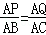 AP/AB = AQ/AC